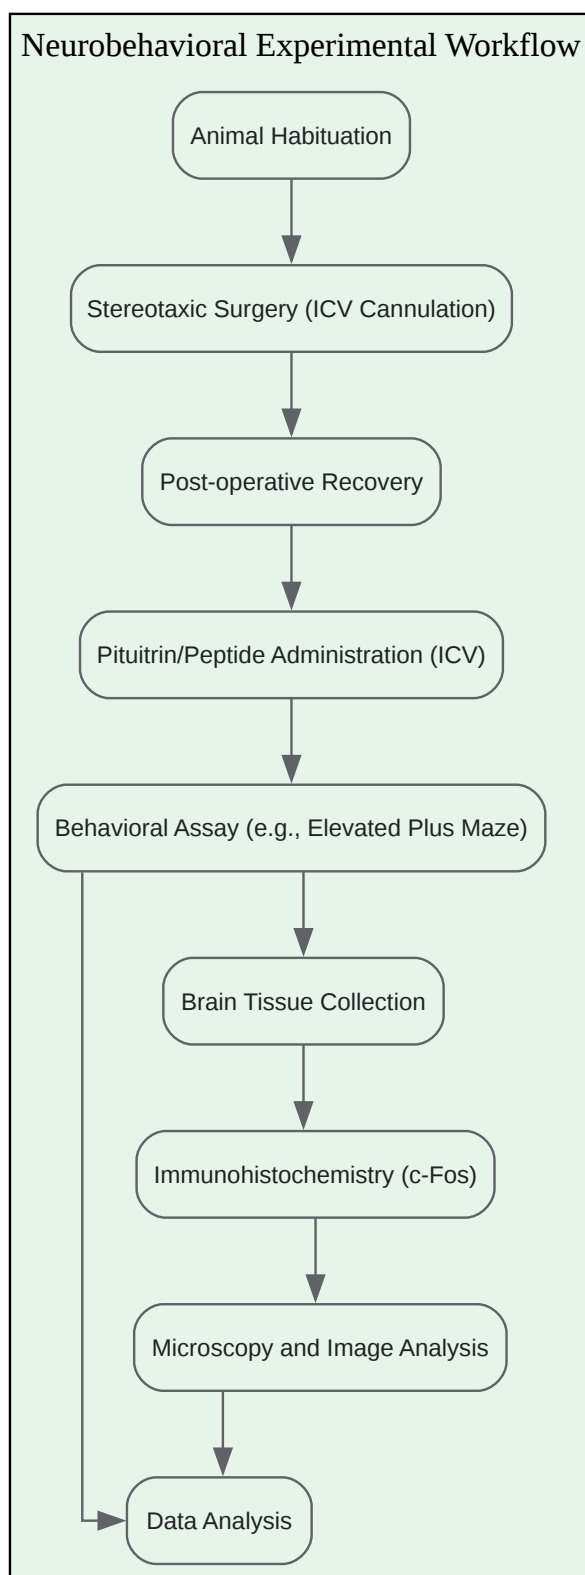 Neurobehavioral Experimental Workflow
Animal Habituation
Stereotaxic Surgery (ICV Cannulation)
Post-operative Recovery
Pituitrin/Peptide Administration (ICV)
Behavioral Assay (e.g., Elevated Plus Maze)
Brain Tissue Collection
Immunohistochemistry (c-Fos)
Microscopy and Image Analysis
Data Analysis